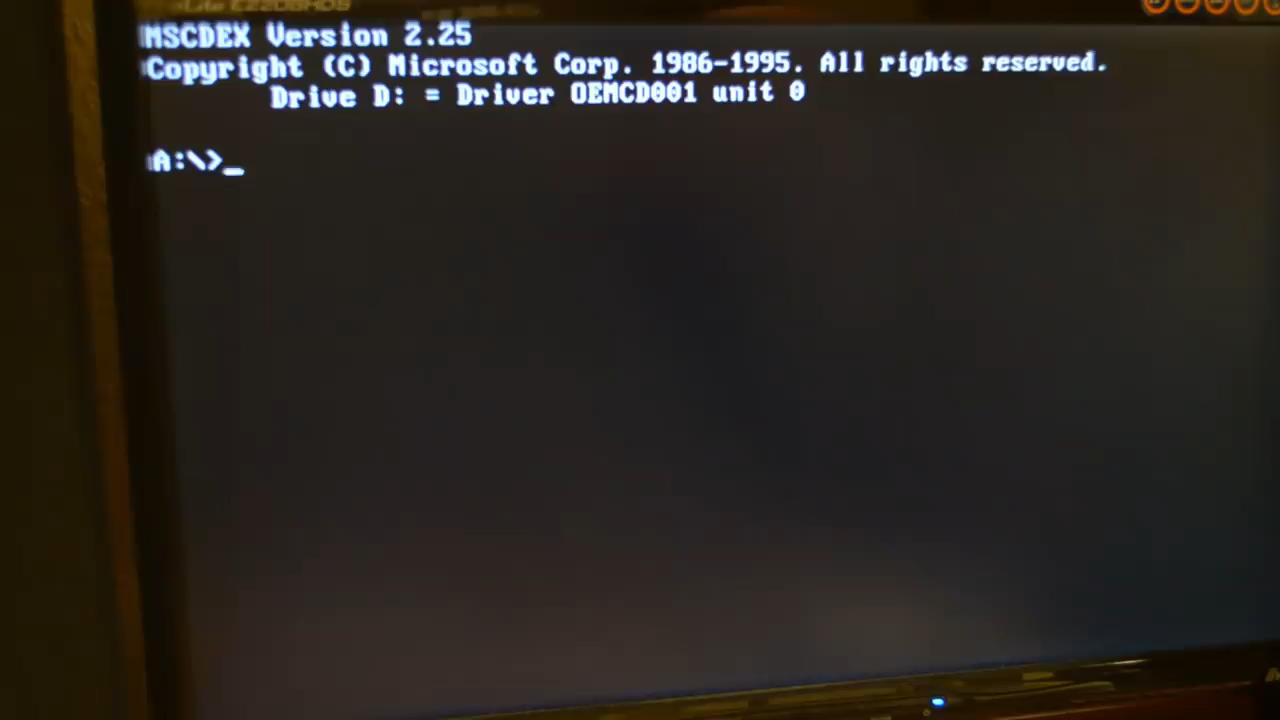 MSCDEX Version 2.25
Copyright (C) Microsoft Corp. 1986-1995. All rights reserved.
Drive D: = Driver OEMCD001 unit 0
A:\>_